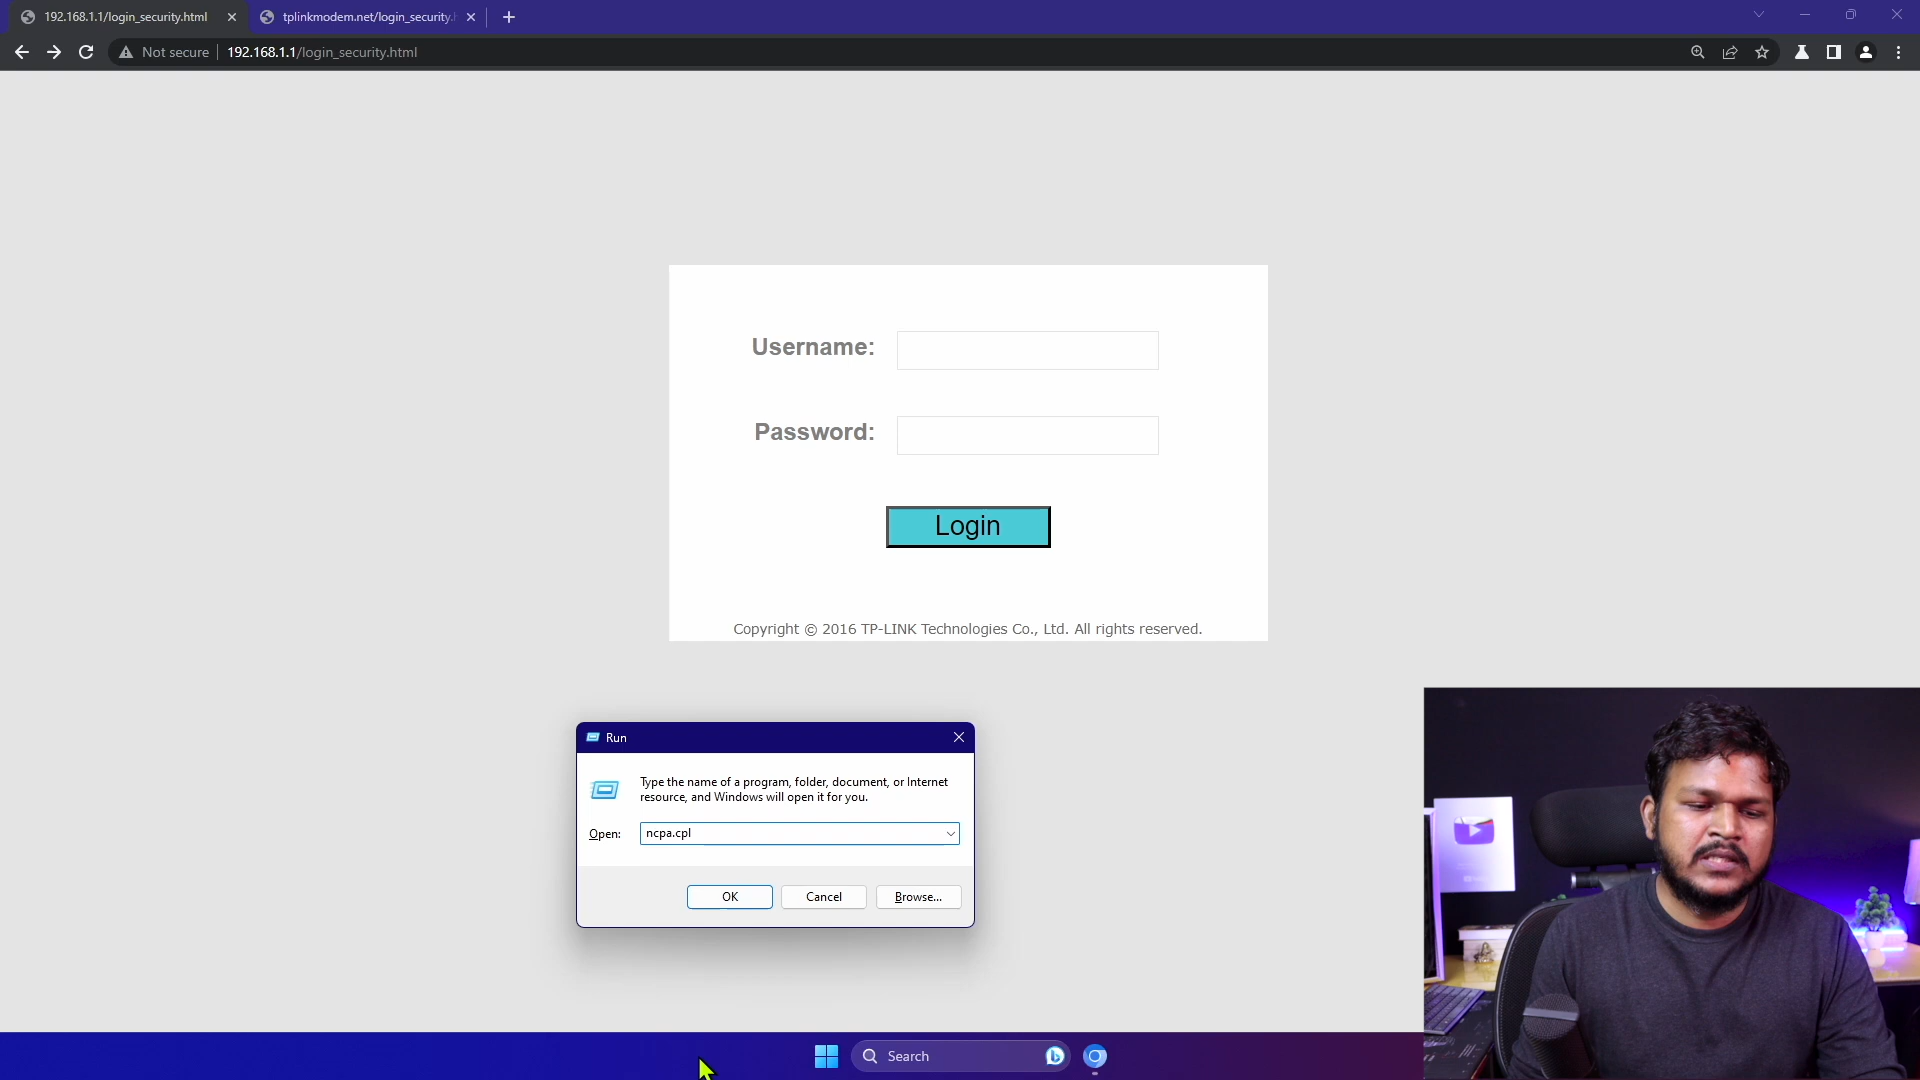 192.168.1.1/login_security.html
tplinkmodem.net/login_security.h
Not secure
192.168.1.1/login_security.html
Username:
Password:
Login
Copyright © 2016 TP-LINK Technologies Co., Ltd. All rights reserved.
Run
Type the name of a program, folder, document, or Internet
resource, and Windows will open it for you.
Open:
ncpa.cpl
OK
Cancel
Browse...
Search